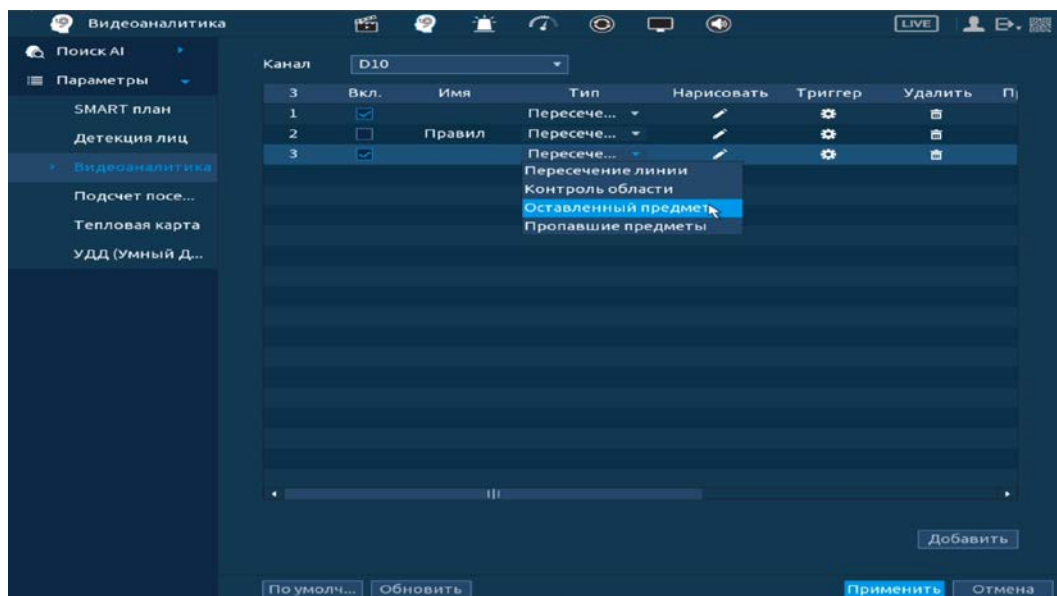 Видеоаналитика LIVE
Поиск AI
Параметры
SMART план
Детекция лиц
Видеоаналитика
Подсчет посе...
Тепловая карта
УДД (Умный Д...
Канал D10
3 Вкл. Имя Тип Нарисовать Триггер Удалить
1 Пересече...
2 Правил Пересече...
3 Пересече...
Пересечение линии
Контроль области
Оставленный предмет
Пропавшие предметы
Добавить
По умолч... Обновить Применить Отмена